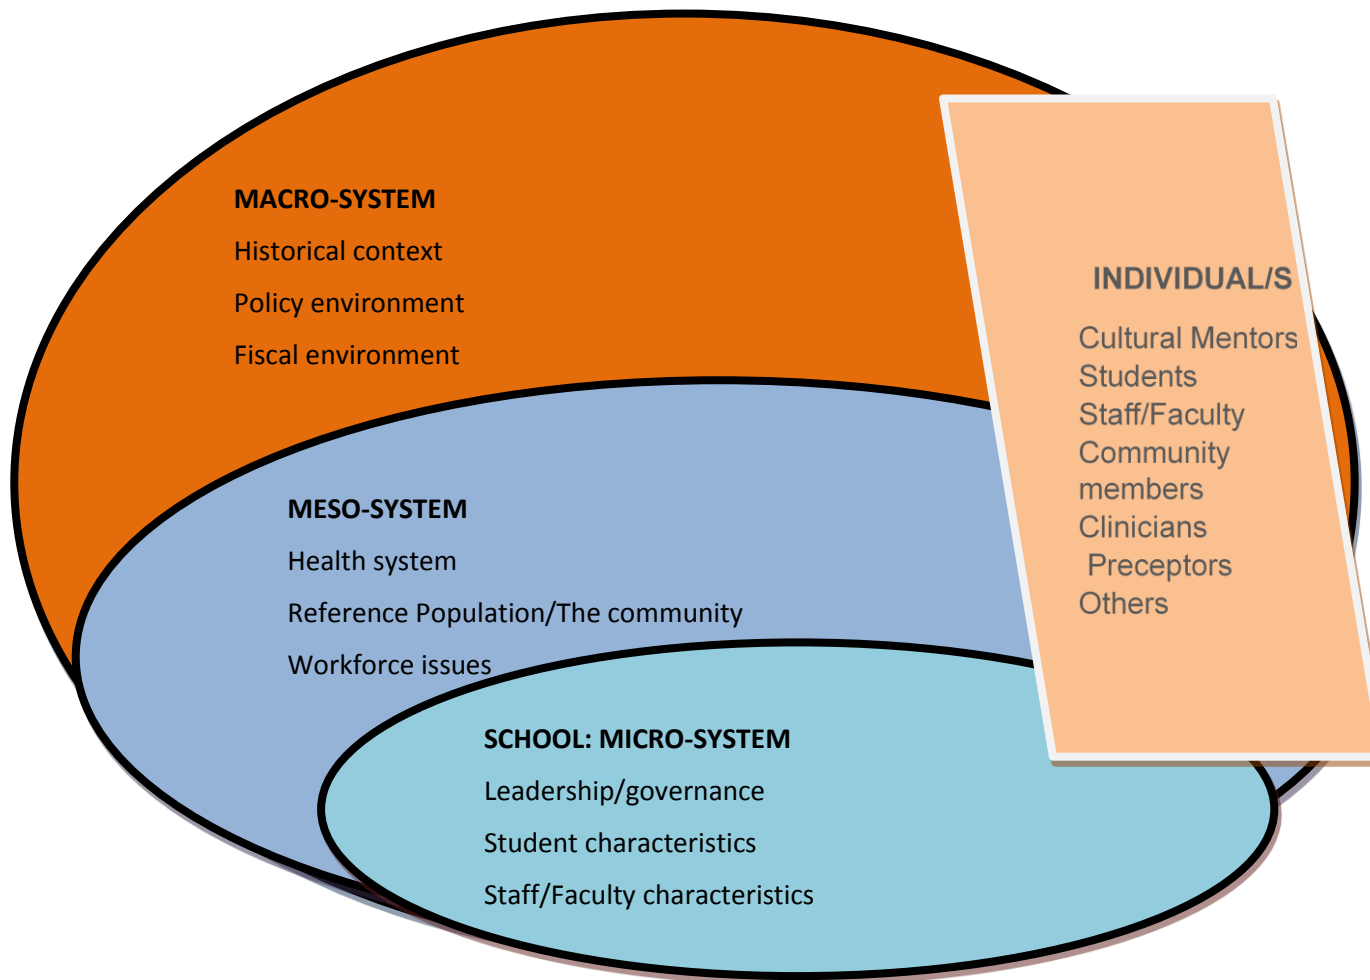 MACRO-SYSTEM
Historical context
Policy environment
Fiscal environment
INDIVIDUAL/S
Cultural Mentors
Students
Staff/Faculty
Community
members
Clinicians
Preceptors
Others
MESO-SYSTEM
Health system
Reference Population/The community
Workforce issues
SCHOOL: MICRO-SYSTEM
Leadership/governance
Student characteristics
Staff/Faculty characteristics